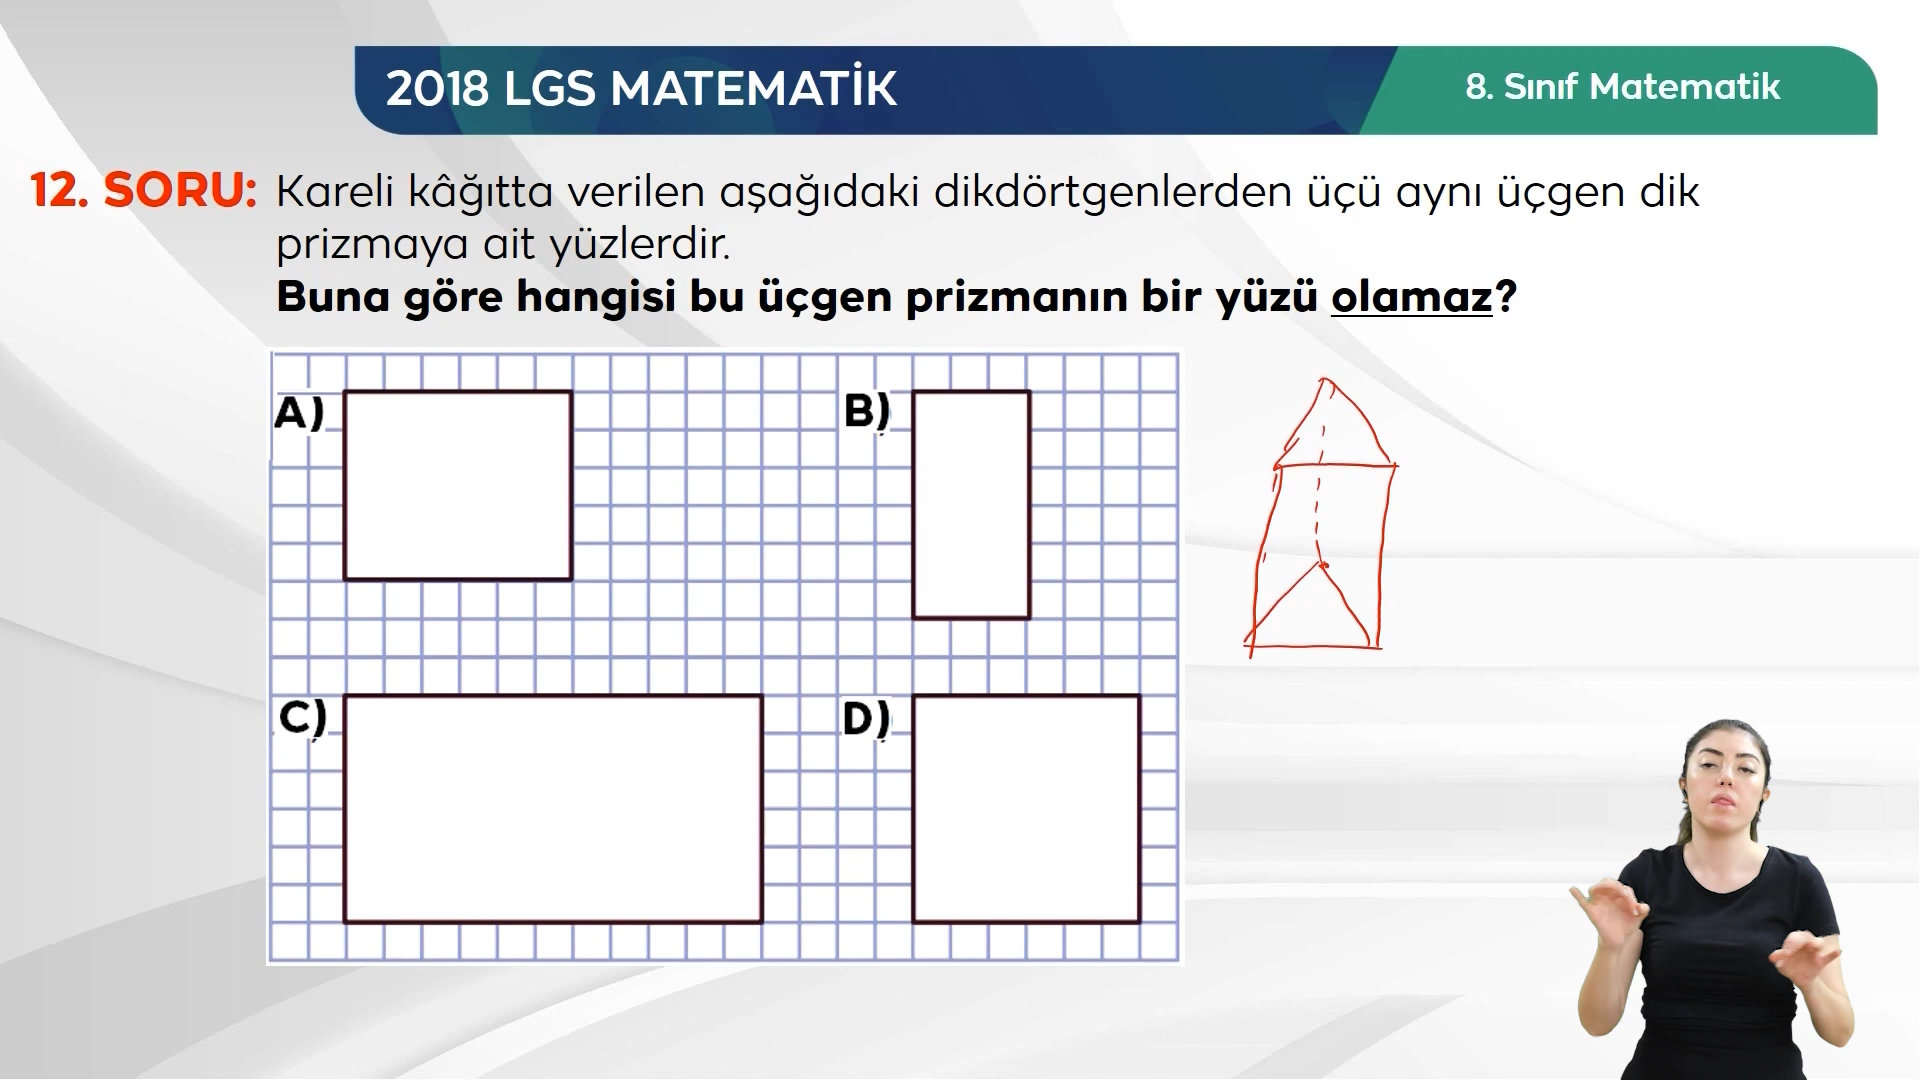 2018 LGS MATEMATİK
8. Sınıf Matematik
12. SORU: Kareli kâğıtta verilen aşağıdaki dikdörtgenlerden üçü aynı üçgen dik
prizmaya ait yüzlerdir.
Buna göre hangisi bu üçgen prizmanın bir yüzü olamaz?
A)
B)
C)
D)